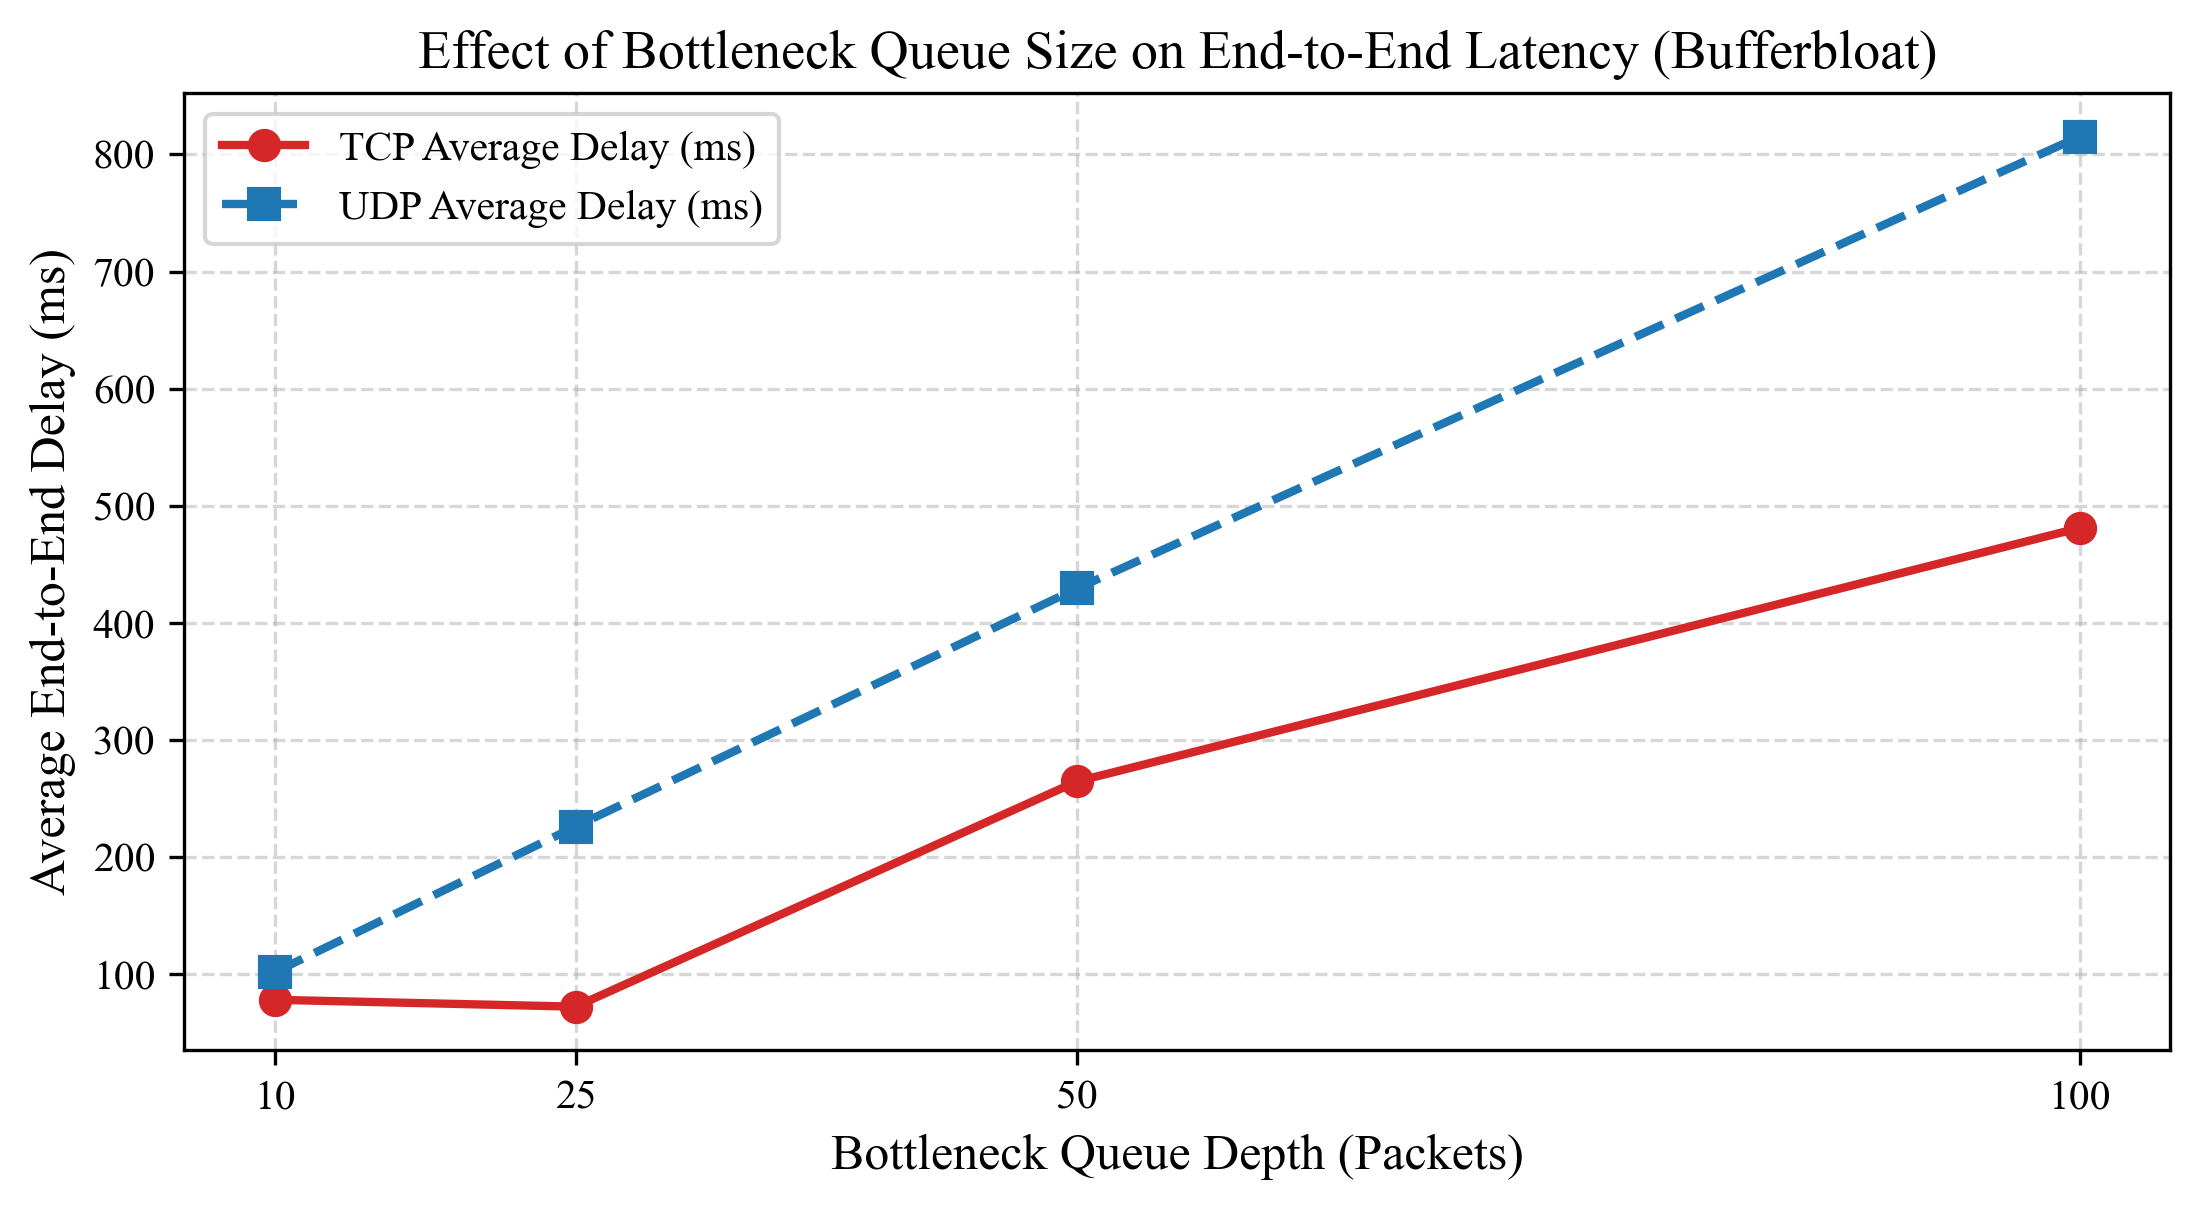 Effect of Bottleneck Queue Size on End-to-End Latency (Bufferbloat)
TCP Average Delay (ms)
UDP Average Delay (ms)
Average End-to-End Delay (ms)
800
700
600
500
400
300
200
100
10
25
50
100
Bottleneck Queue Depth (Packets)